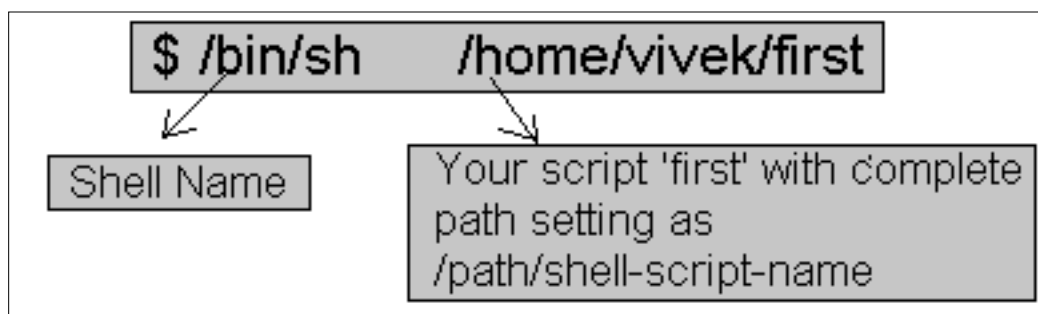 $ /bin/sh /home/vivek/first
Shell Name
Your script 'first' with complete
path setting as
/path/shell-script-name